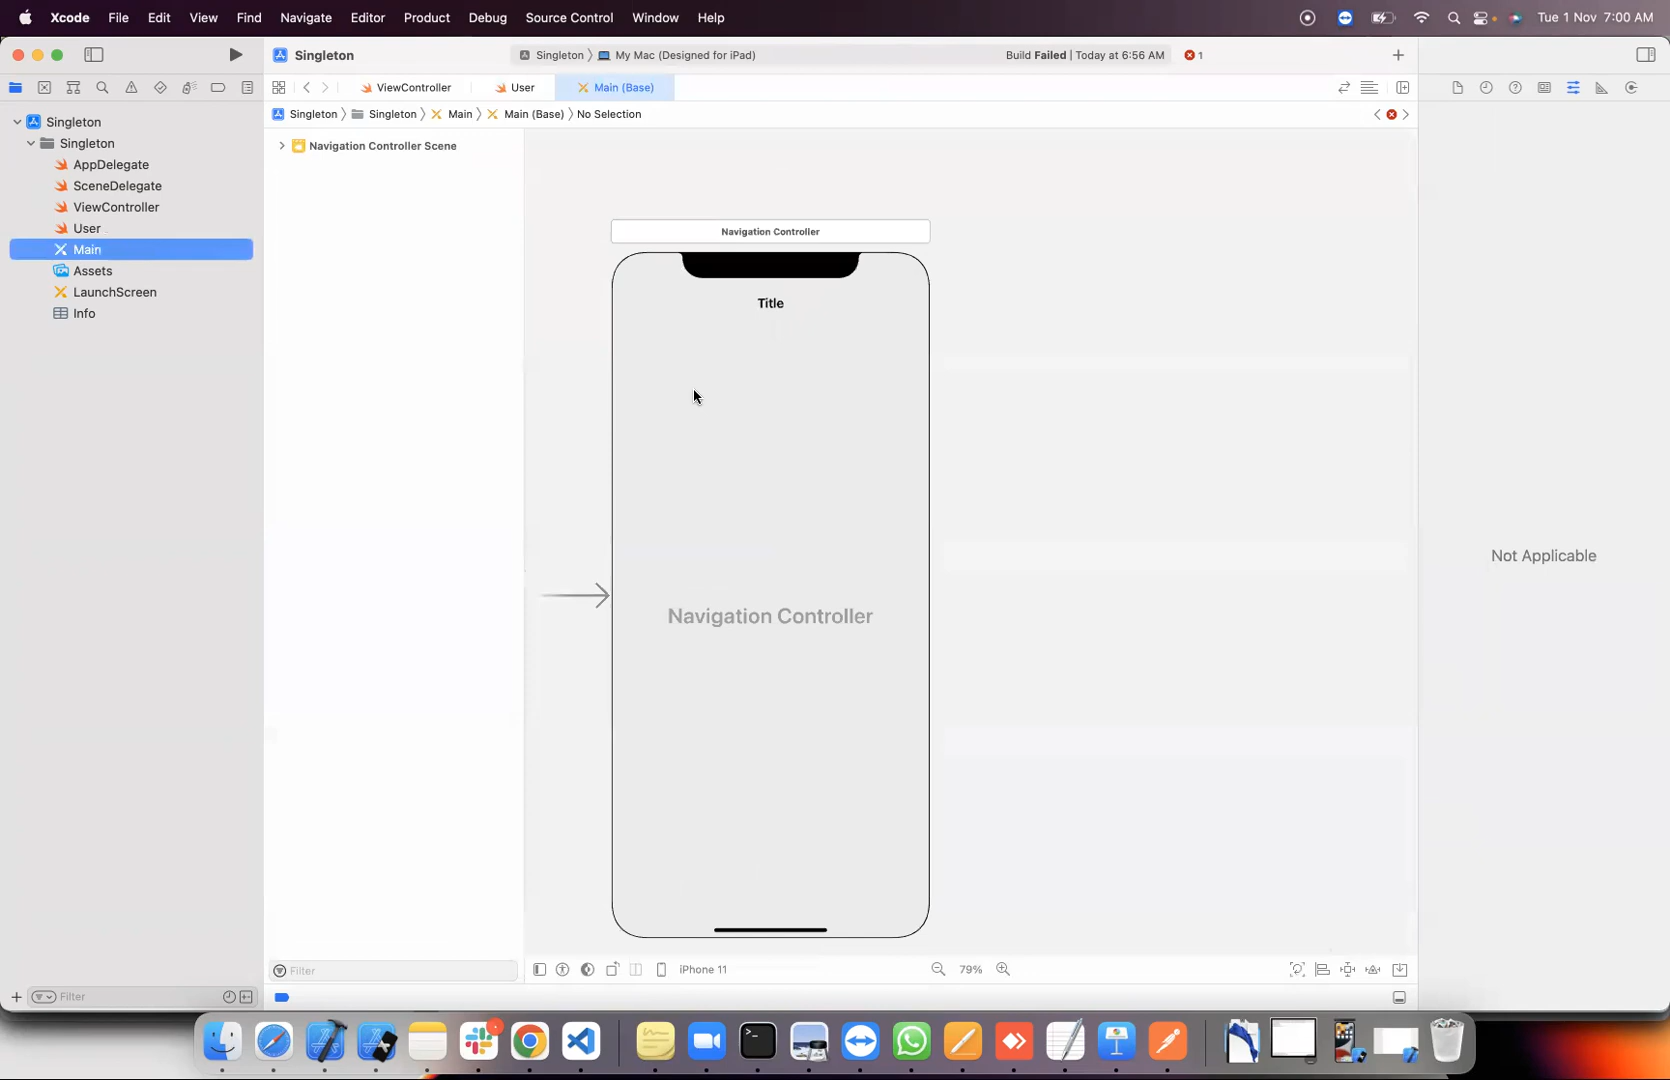 Xcode File Edit View Find Navigate Editor Product Debug Source Control Window Help Tue 1 Nov 7:00 AM
Singleton Singleton My Mac (Designed for iPad) Build Failed | Today at 6:56 AM 1
ViewController User Main (Base)
Singleton Singleton Main Main (Base) No Selection
Singleton
Singleton
AppDelegate
SceneDelegate
ViewController
User
Main
Assets
LaunchScreen
Info
Navigation Controller Scene
Navigation Controller
Title
Navigation Controller
Not Applicable
Filter
iPhone 11
79%
Filter